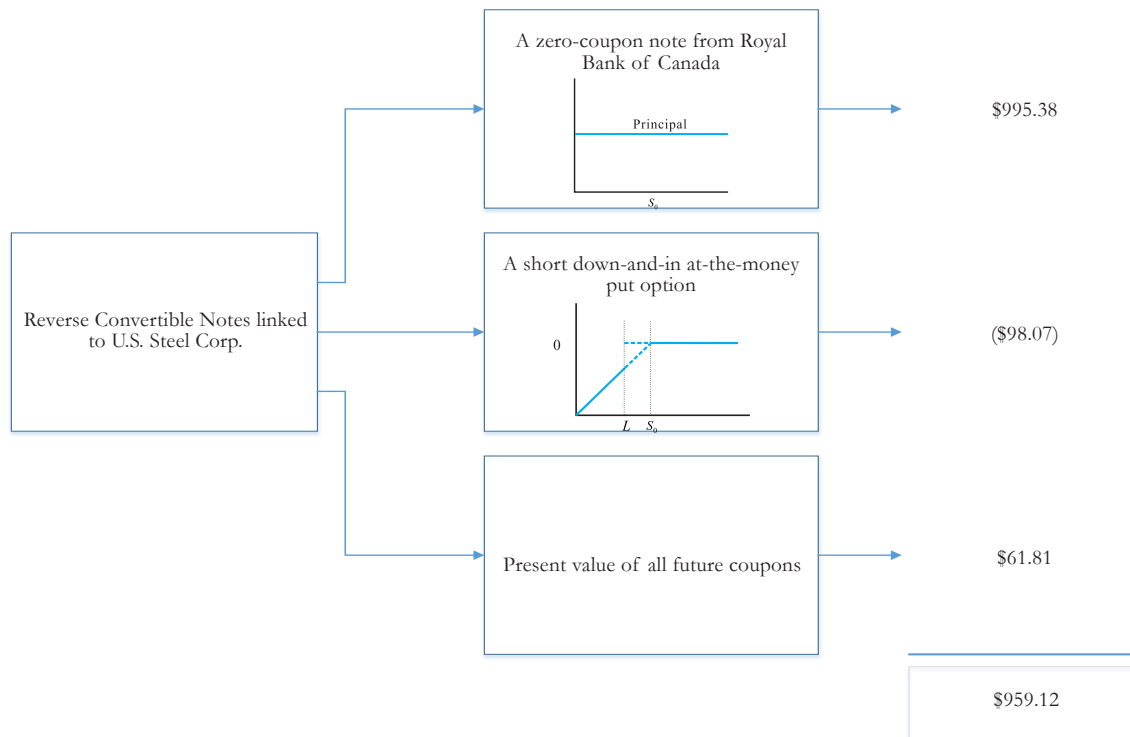 A zero-coupon note from Royal
Bank of Canada
Principal
S₀
$995.38
Reverse Convertible Notes linked
to U.S. Steel Corp.
A short down-and-in at-the-money
put option
0
L S₀
($98.07)
Present value of all future coupons
$61.81
$959.12